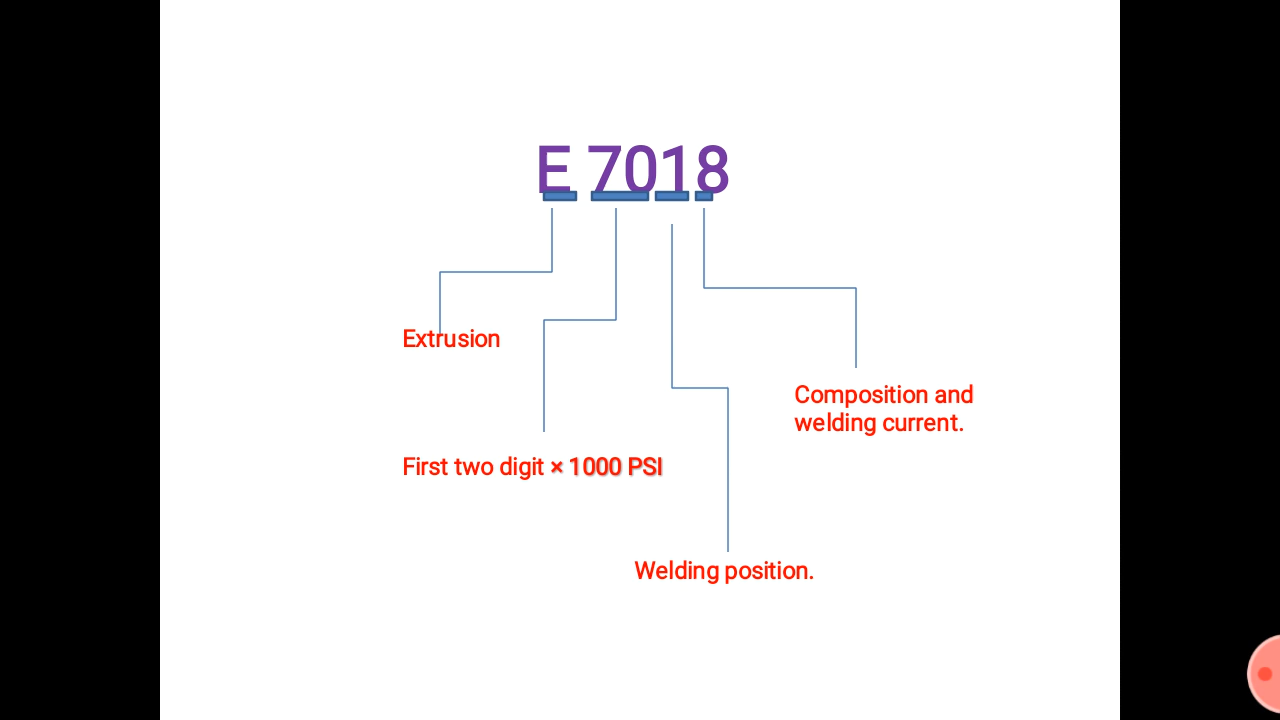 E 7018
Extrusion
Composition and
welding current.
First two digit × 1000 PSI
Welding position.